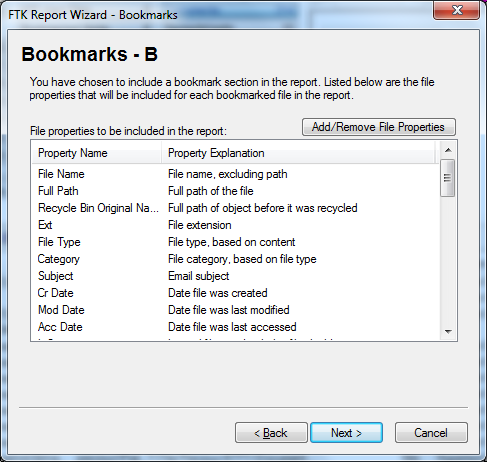 FTK Report Wizard - Bookmarks
Bookmarks - B
You have chosen to include a bookmark section in the report. Listed below are the file
properties that will be included for each bookmarked file in the report.
File properties to be included in the report:
Add/Remove File Properties
Property Name Property Explanation
File Name File name, excluding path
Full Path Full path of the file
Recycle Bin Original Na... Full path of object before it was recycled
Ext File extension
File Type File type, based on content
Category File category, based on file type
Subject Email subject
Cr Date Date file was created
Mod Date Date file was last modified
Acc Date Date file was last accessed
< Back Next > Cancel